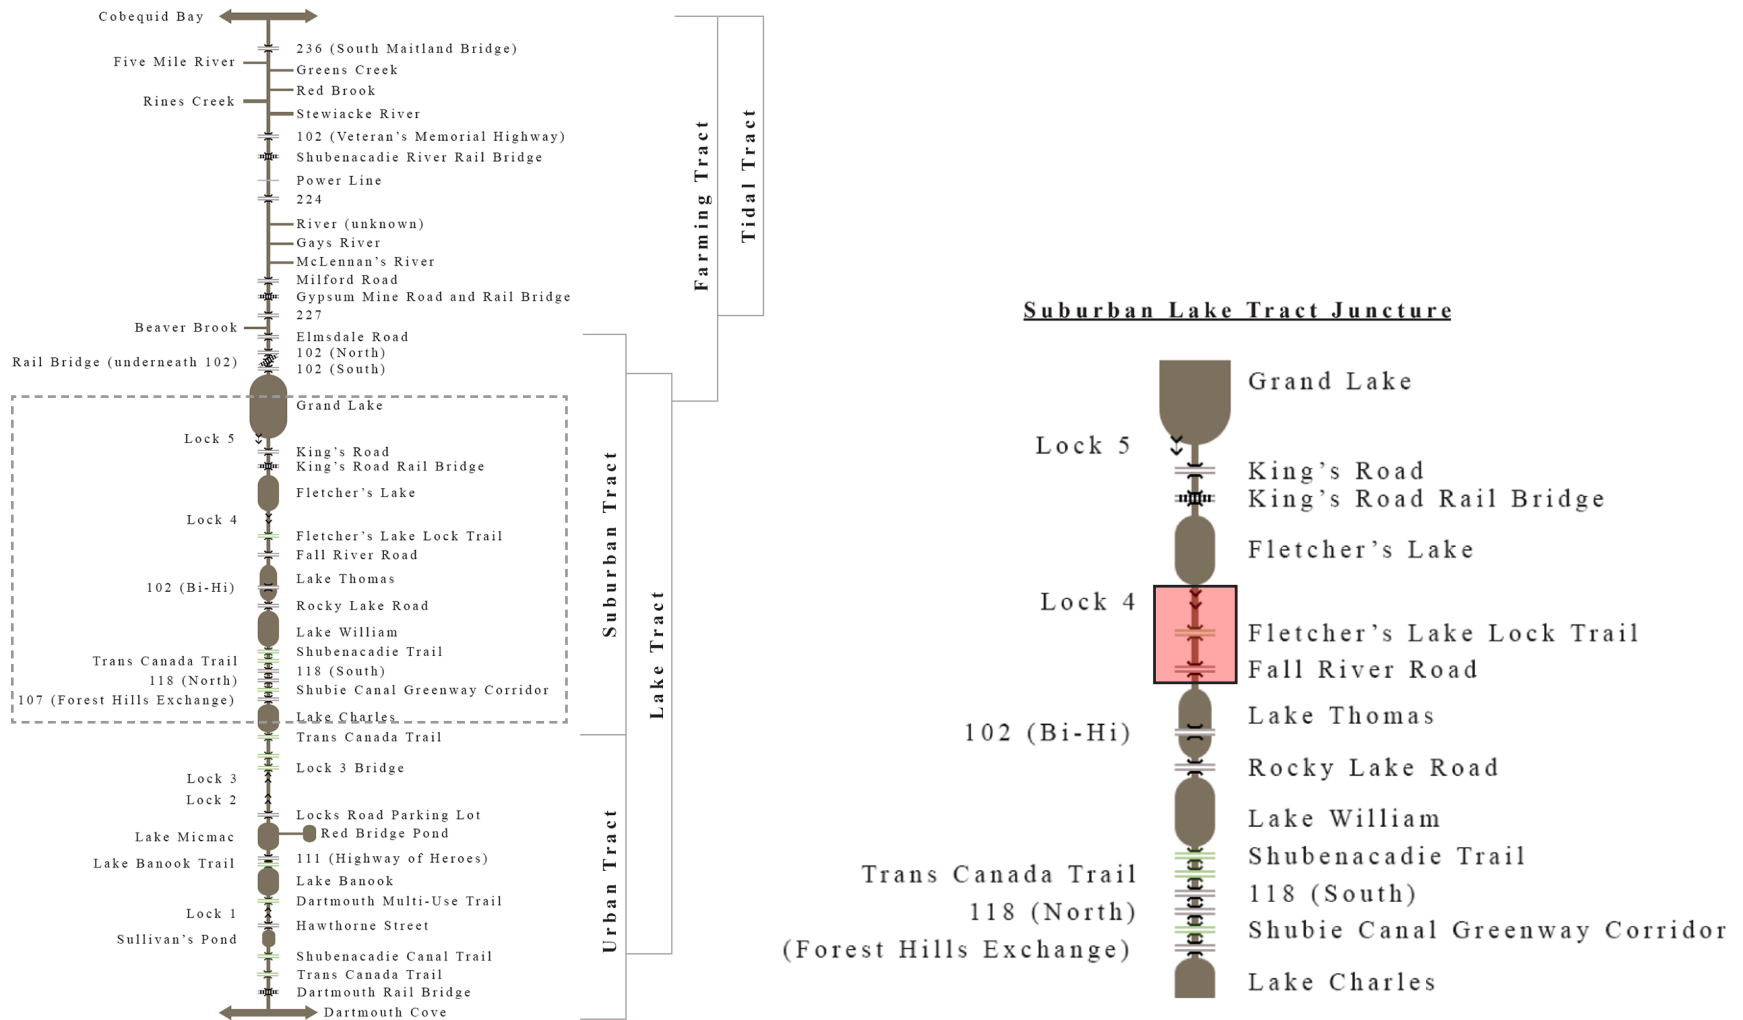 Cobequid Bay
236 (South Maitland Bridge)
Five Mile River
Greens Creek
Red Brook
Rines Creek
Stewiacke River
102 (Veteran's Memorial Highway)
Shubenacadie River Rail Bridge
Power Line
224
River (unknown)
Gays River
McLennan's River
Milford Road
Gypsum Mine Road and Rail Bridge
227
Beaver Brook
Elmsdale Road
102 (North)
Rail Bridge (underneath 102)
102 (South)
Grand Lake
Lock 5
King's Road
King's Road Rail Bridge
Fletcher's Lake
Lock 4
Fletcher's Lake Lock Trail
Fall River Road
Lake Thomas
102 (Bi-Hi)
Rocky Lake Road
Lake William
Shubenacadie Trail
Trans Canada Trail
118 (South)
118 (North)
Shubie Canal Greenway Corridor
107 (Forest Hills Exchange)
Lake Charles
Trans Canada Trail
Lock 3 Bridge
Lock 3
Lock 2
Locks Road Parking Lot
Lake Micmac
Red Bridge Pond
111 (Highway of Heroes)
Lake Banook Trail
Lake Banook
Dartmouth Multi-Use Trail
Lock 1
Hawthorne Street
Sullivan's Pond
Shubenacadie Canal Trail
Trans Canada Trail
Dartmouth Rail Bridge
Dartmouth Cove
Farming Tract
Tidal Tract
Suburban Tract
Lake Tract
Urban Tract
Suburban Lake Tract Juncture
Grand Lake
Lock 5
King's Road
King's Road Rail Bridge
Fletcher's Lake
Lock 4
Fletcher's Lake Lock Trail
Fall River Road
Lake Thomas
102 (Bi-Hi)
Rocky Lake Road
Lake William
Shubenacadie Trail
Trans Canada Trail
118 (South)
118 (North)
Shubie Canal Greenway Corridor
(Forest Hills Exchange)
Lake Charles